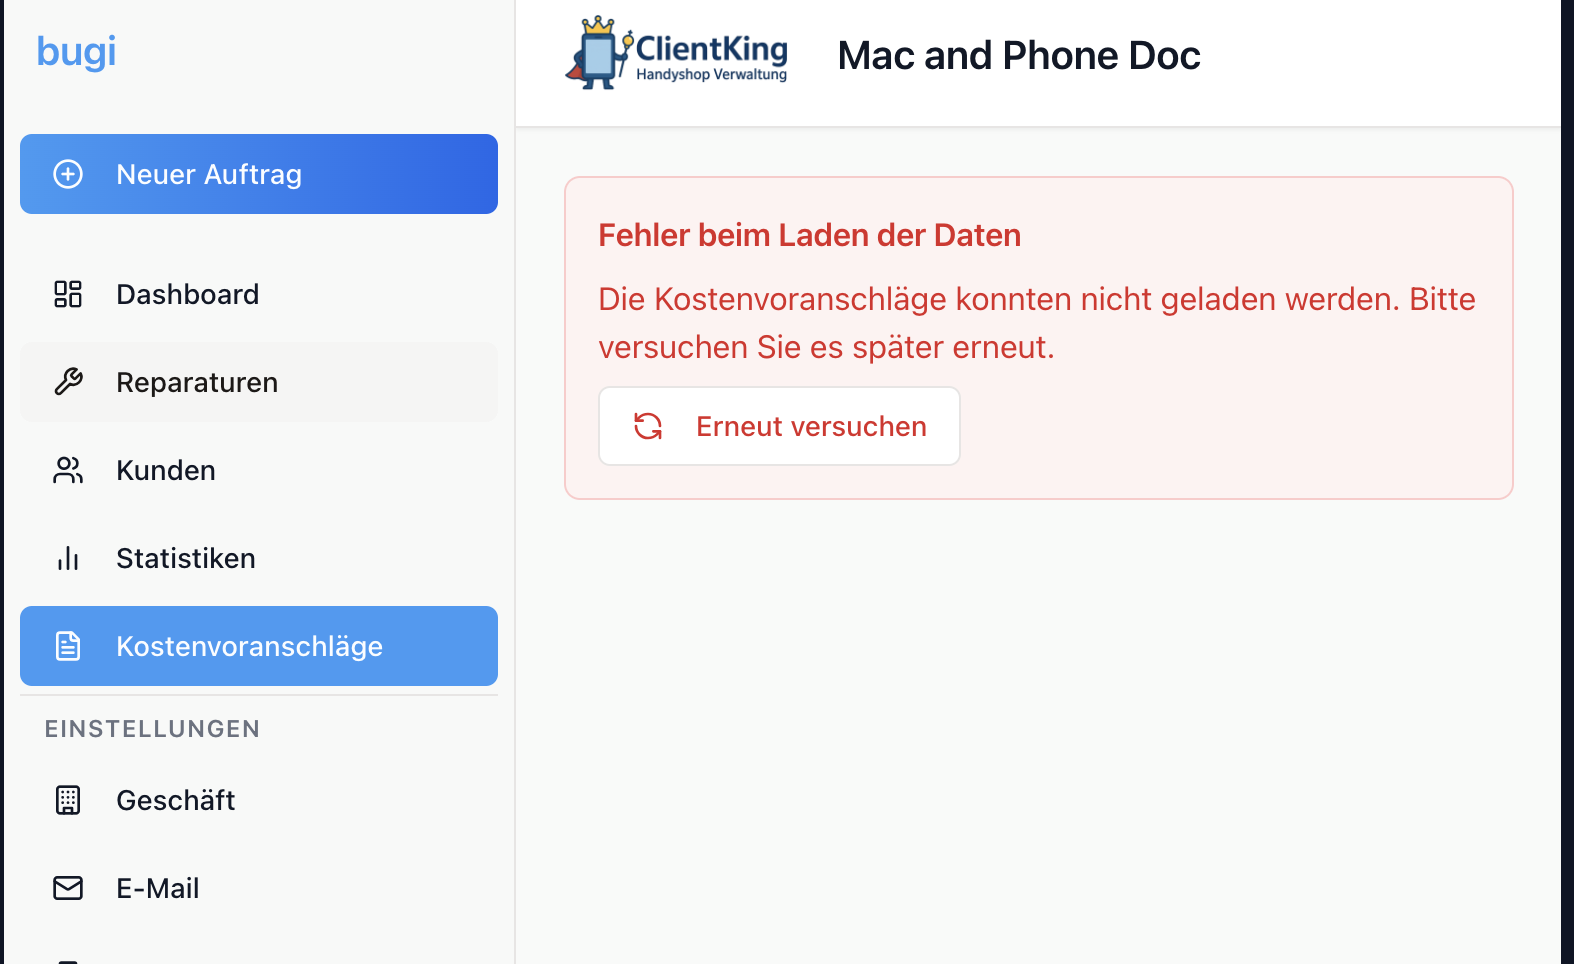 bugi
Neuer Auftrag
Dashboard
Reparaturen
Kunden
Statistiken
Kostenvoranschläge
EINSTELLUNGEN
Geschäft
E-Mail
ClientKing
Handyshop Verwaltung
Mac and Phone Doc
Fehler beim Laden der Daten
Die Kostenvoranschläge konnten nicht geladen werden. Bitte
versuchen Sie es später erneut.
Erneut versuchen